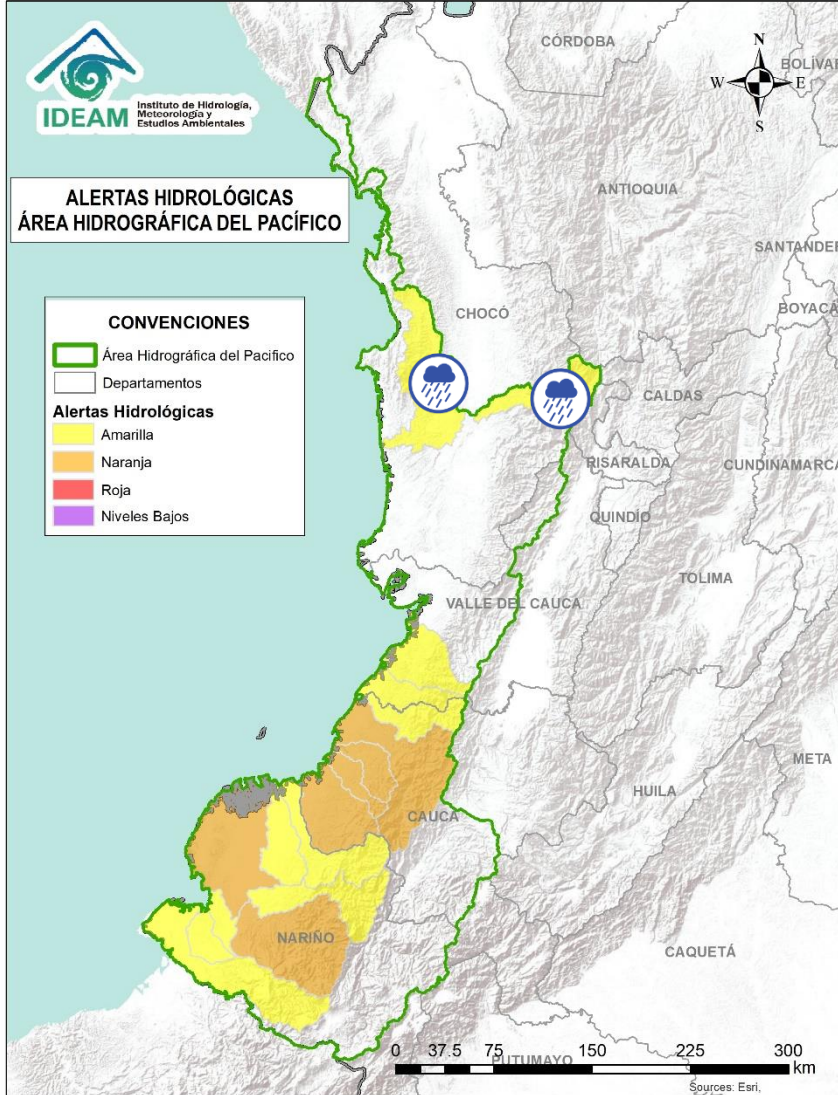 IDEAM
Instituto de Hidrología,
Meteorología y
Estudios Ambientales
ALERTAS HIDROLÓGICAS
ÁREA HIDROGRÁFICA DEL PACÍFICO
CONVENCIONES
Área Hidrográfica del Pacifico
Departamentos
Alertas Hidrológicas
Amarilla
Naranja
Roja
Niveles Bajos
N
W E
S
CÓRDOBA
BOLÍVAR
ANTIOQUIA
SANTANDER
BOYACÁ
CHOCÓ
CALDAS
RISARALDA
CUNDINAMARCA
QUINDÍO
TOLIMA
VALLE DEL CAUCA
META
HUILA
CAUCA
NARIÑO
CAQUETÁ
PUTUMAYO
0 37.5 75 150 225 300
km
Sources: Esri,